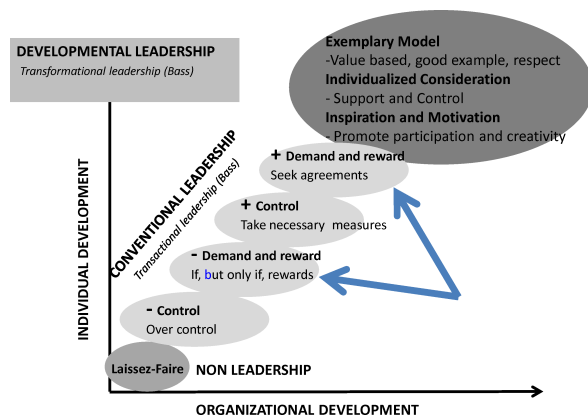 DEVELOPMENTAL LEADERSHIP
Transformational leadership (Bass)
Exemplary Model
-Value based, good example, respect
Individualized Consideration
- Support and Control
Inspiration and Motivation
- Promote participation and creativity
CONVENTIONAL LEADERSHIP
Transactional leadership (Bass)
+ Demand and reward
Seek agreements
+ Control
Take necessary measures
- Demand and reward
If, but only if, rewards
- Control
Over control
Laissez-Faire
NON LEADERSHIP
INDIVIDUAL DEVELOPMENT
ORGANIZATIONAL DEVELOPMENT